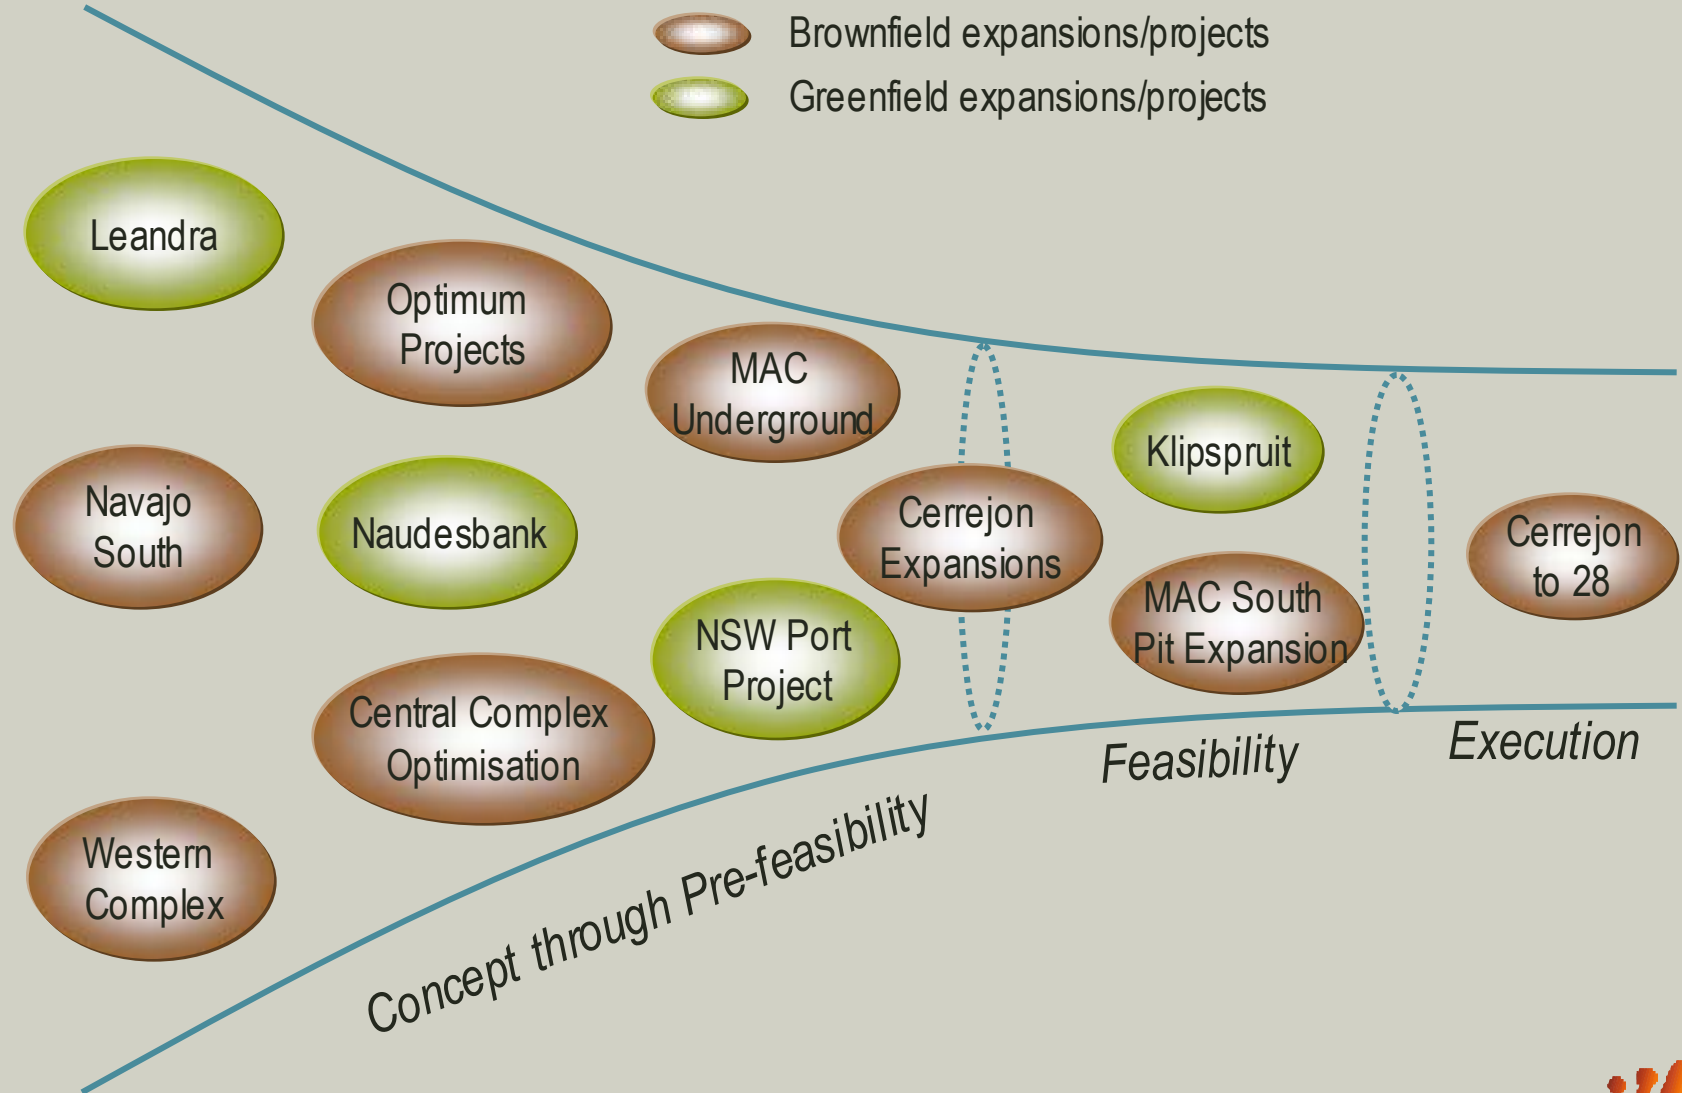 Brownfield expansions/projects
Greenfield expansions/projects
Leandra
Optimum
Projects
MAC
Underground
Klipspruit
Navajo
South
Naudesbank
Cerrejon
Expansions
Cerrejon
to 28
MAC South
Pit Expansion
NSW Port
Project
Central Complex
Optimisation
Western
Complex
Concept through Pre-feasibility
Feasibility
Execution